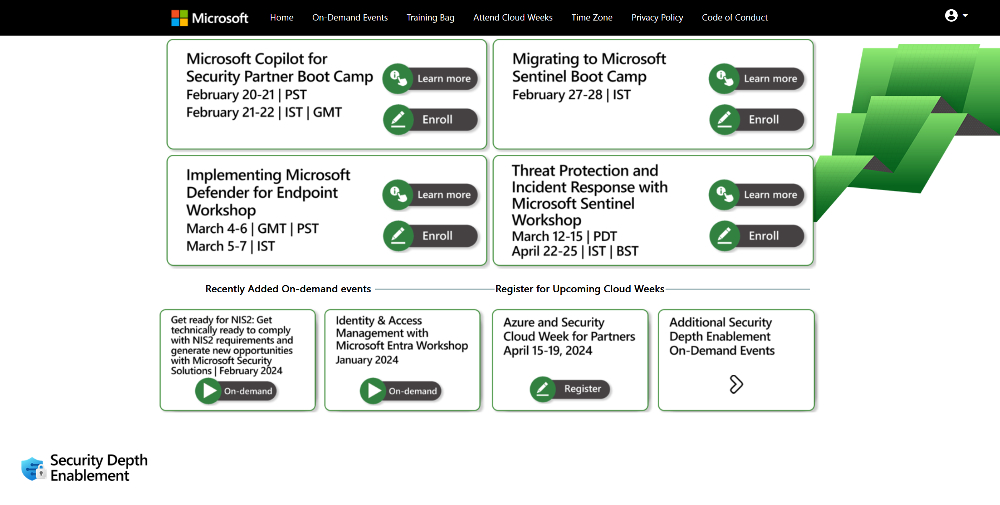 Microsoft
Home
On-Demand Events
Training Bag
Attend Cloud Weeks
Time Zone
Privacy Policy
Code of Conduct
Microsoft Copilot for
Security Partner Boot Camp
February 20-21 | PST
February 21-22 | IST | GMT
Learn more
Enroll
Migrating to Microsoft
Sentinel Boot Camp
February 27-28 | IST
Learn more
Enroll
Implementing Microsoft
Defender for Endpoint
Workshop
March 4-6 | GMT | PST
March 5-7 | IST
Learn more
Enroll
Threat Protection and
Incident Response with
Microsoft Sentinel
Workshop
March 12-15 | PDT
April 22-25 | IST | BST
Learn more
Enroll
Recently Added On-demand events
Register for Upcoming Cloud Weeks
Get ready for NIS2: Get
technically ready to comply
with NIS2 requirements and
generate new opportunities
with Microsoft Security
Solutions | February 2024
On-demand
Identity & Access
Management with
Microsoft Entra Workshop
January 2024
On-demand
Azure and Security
Cloud Week for Partners
April 15-19, 2024
Register
Additional Security
Depth Enablement
On-Demand Events
Security Depth
Enablement